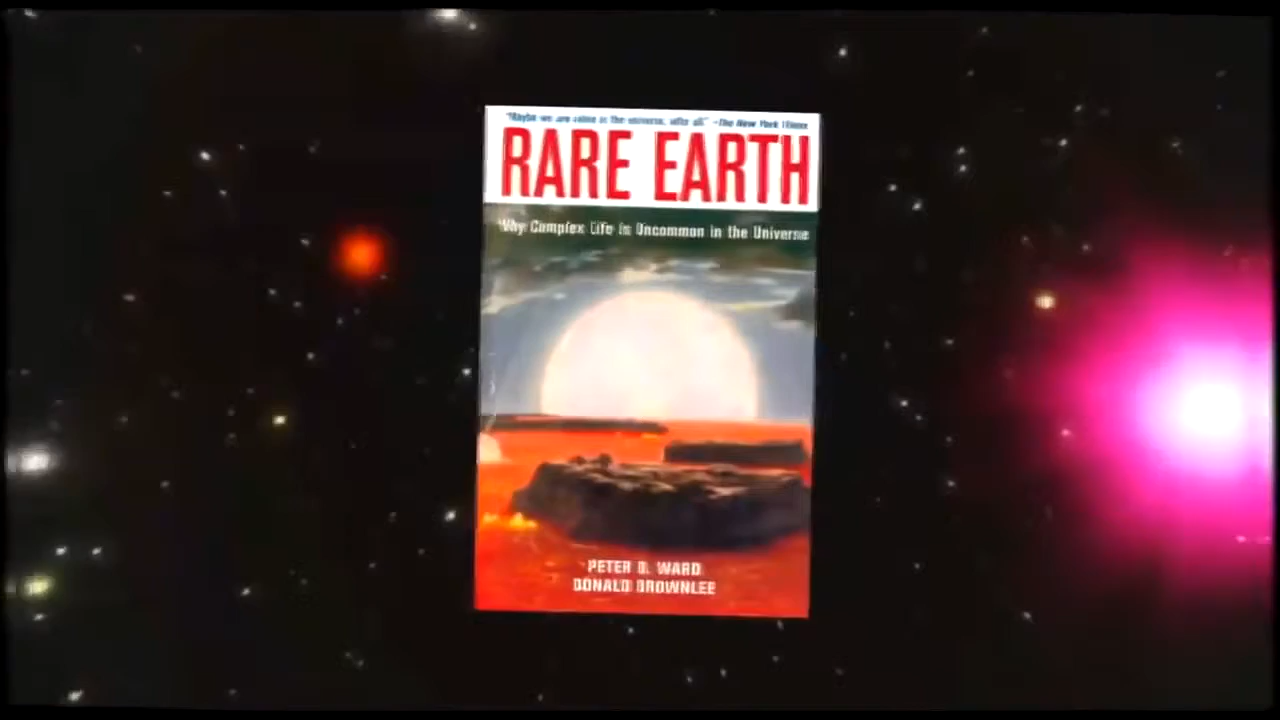 "Maybe we are alone in the universe, after all." -The New York Times
RARE EARTH
Why Complex Life is Uncommon in the Universe
PETER D. WARD
DONALD BROWNLEE